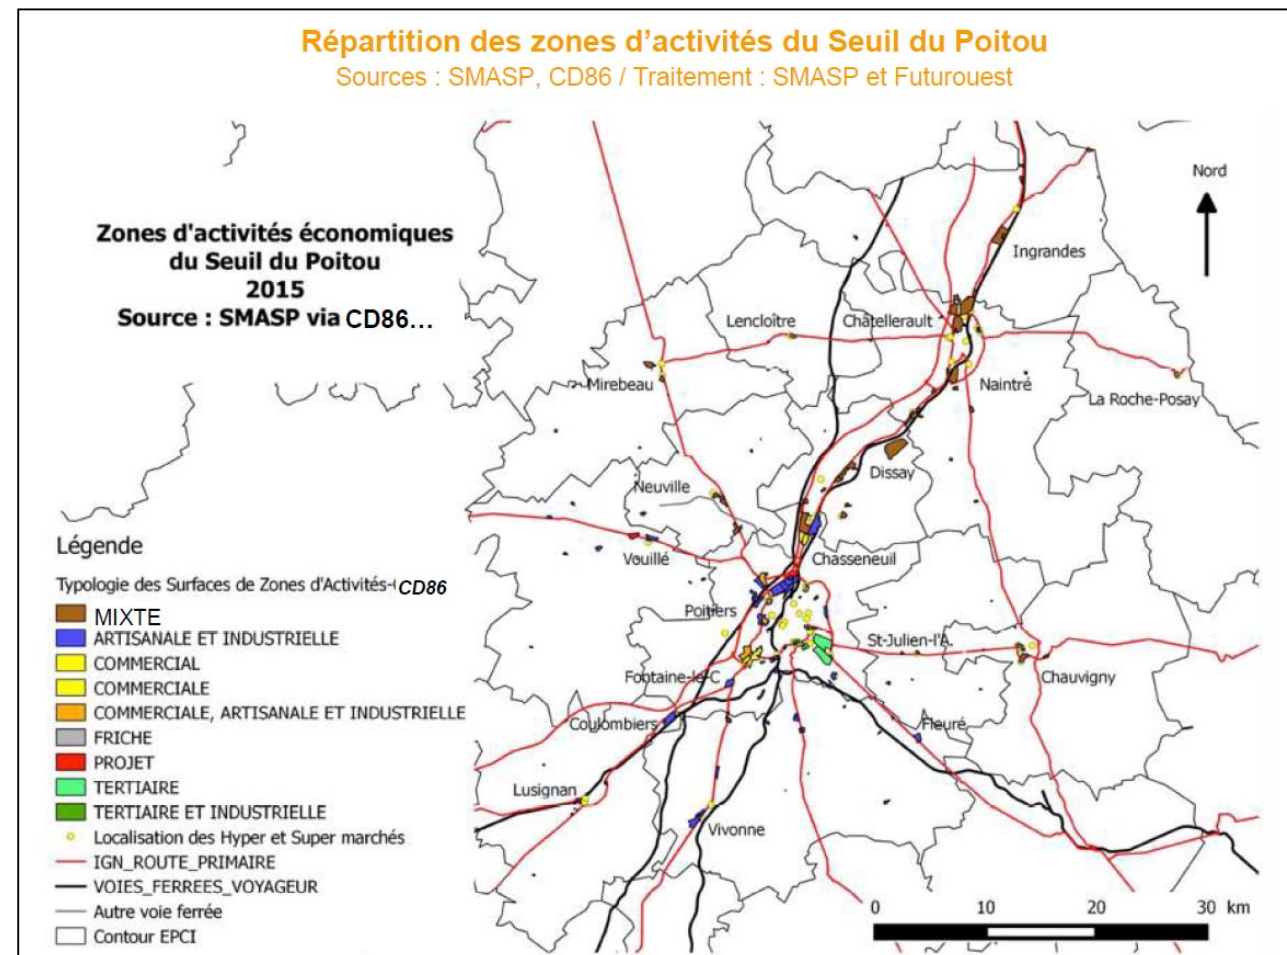 Répartition des zones d'activités du Seuil du Poitou
Sources : SMASP, CD86 / Traitement : SMASP et Futurouest
Zones d'activités économiques
du Seuil du Poitou
2015
Source : SMASP via CD86...
Nord
Ingrandes
Lencloître
Châtellerault
Mirebeau
Naintré
La Roche-Posay
Dissay
Neuville
Vouillé
Chasseneuil
Poitiers
St-Julien-l'A.
Fontaine-le-C
Chauvigny
Coulombiers
Fleuré
Lusignan
Vivonne
Légende
Typologie des Surfaces de Zones d'Activités- CD86
MIXTE
ARTISANALE ET INDUSTRIELLE
COMMERCIAL
COMMERCIALE
COMMERCIALE, ARTISANALE ET INDUSTRIELLE
FRICHE
PROJET
TERTIAIRE
TERTIAIRE ET INDUSTRIELLE
Localisation des Hyper et Super marchés
IGN_ROUTE_PRIMAIRE
VOIES_FERREES_VOYAGEUR
Autre voie ferrée
Contour EPCI
0 10 20 30 km